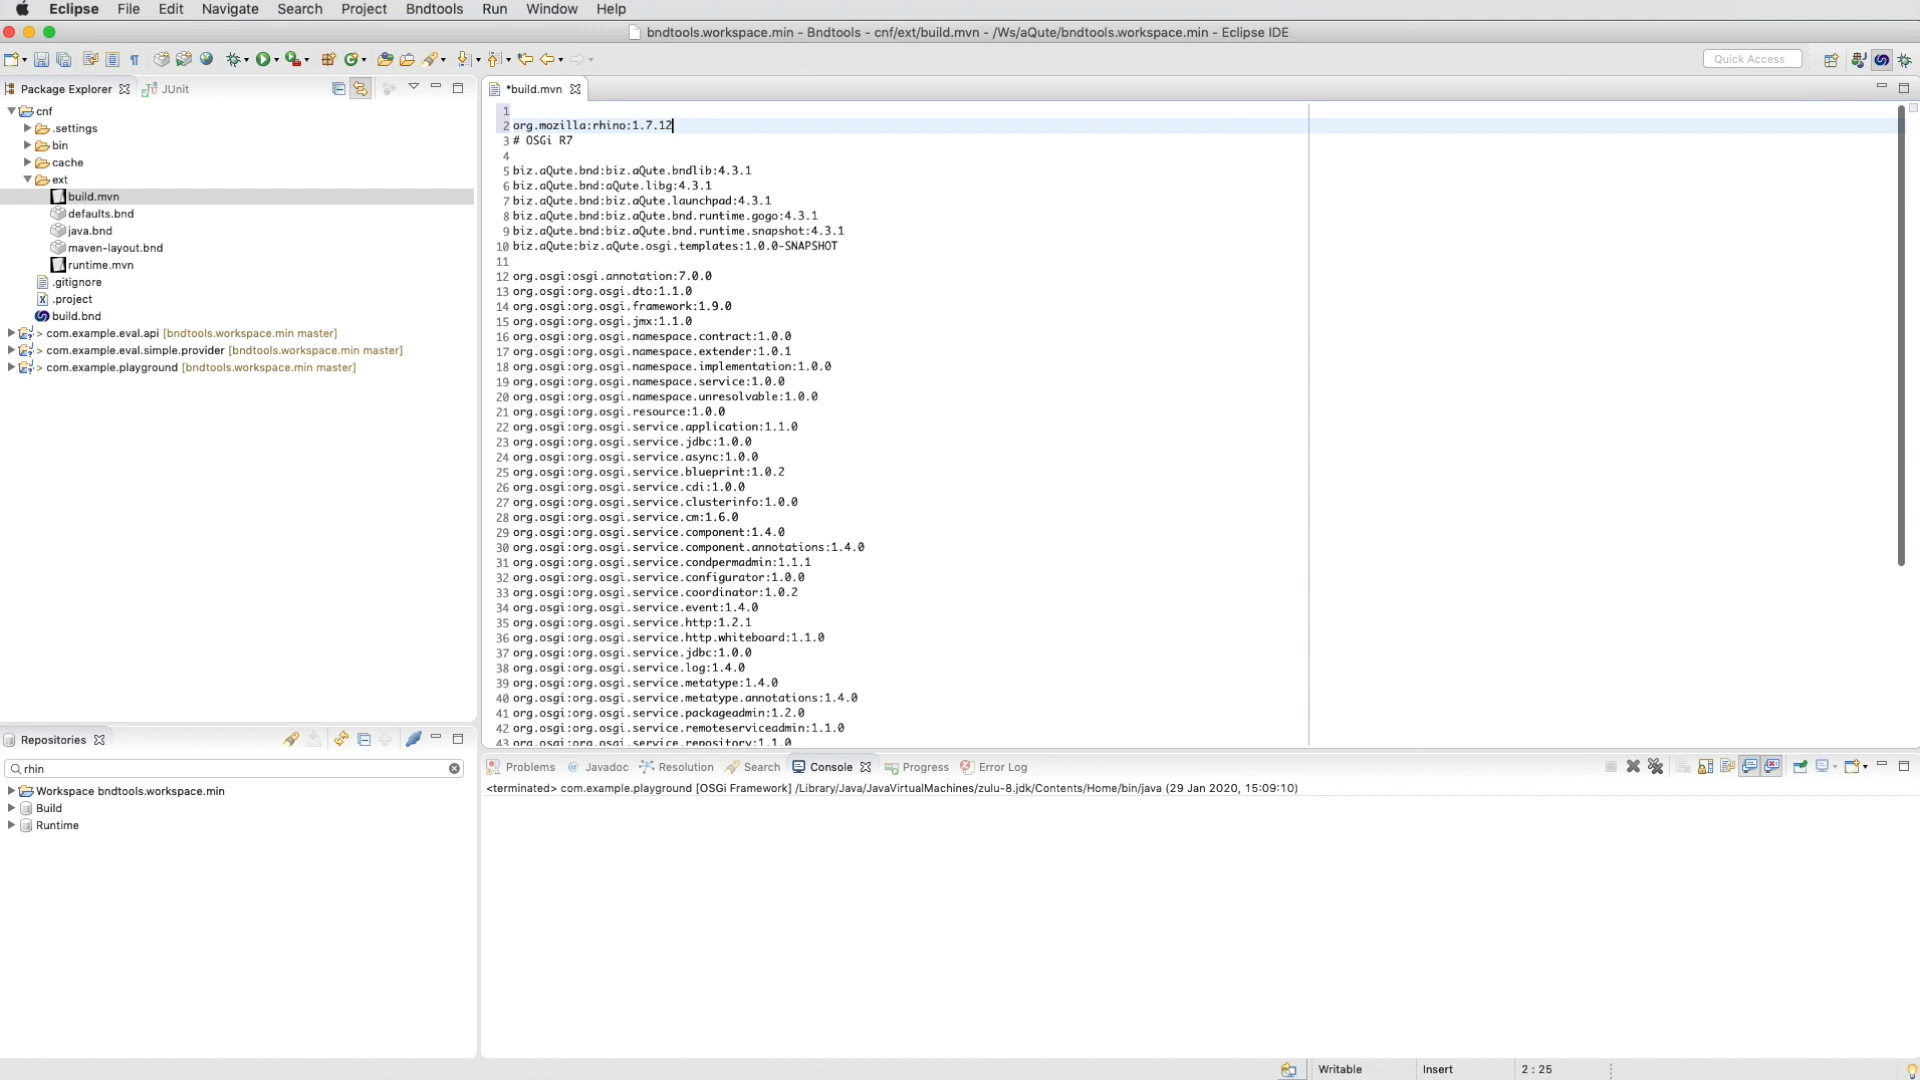 Eclipse File Edit Navigate Search Project Bndtools Run Window Help
bndtools.workspace.min - Bndtools - cnf/ext/build.mvn - /Ws/aQute/bndtools.workspace.min - Eclipse IDE
Quick Access
Package Explorer JUnit
cnf
.settings
bin
cache
ext
build.mvn
defaults.bnd
java.bnd
maven-layout.bnd
runtime.mvn
.gitignore
.project
build.bnd
> com.example.eval.api [bndtools.workspace.min master]
> com.example.eval.simple.provider [bndtools.workspace.min master]
> com.example.playground [bndtools.workspace.min master]
Repositories
rhin
Workspace bndtools.workspace.min
Build
Runtime
*build.mvn
1
2 org.mozilla:rhino:1.7.12
3 # OSGi R7
4
5 biz.aQute.bnd:biz.aQute.bndlib:4.3.1
6 biz.aQute.bnd:aQute.libg:4.3.1
7 biz.aQute.bnd:biz.aQute.launchpad:4.3.1
8 biz.aQute.bnd:biz.aQute.bnd.runtime.gogo:4.3.1
9 biz.aQute.bnd:biz.aQute.bnd.runtime.snapshot:4.3.1
10 biz.aQute:biz.aQute.osgi.templates:1.0.0-SNAPSHOT
11
12 org.osgi:osgi.annotation:7.0.0
13 org.osgi:org.osgi.dto:1.1.0
14 org.osgi:org.osgi.framework:1.9.0
15 org.osgi:org.osgi.jmx:1.1.0
16 org.osgi:org.osgi.namespace.contract:1.0.0
17 org.osgi:org.osgi.namespace.extender:1.0.1
18 org.osgi:org.osgi.namespace.implementation:1.0.0
19 org.osgi:org.osgi.namespace.service:1.0.0
20 org.osgi:org.osgi.namespace.unresolvable:1.0.0
21 org.osgi:org.osgi.resource:1.0.0
22 org.osgi:org.osgi.service.application:1.1.0
23 org.osgi:org.osgi.service.jdbc:1.0.0
24 org.osgi:org.osgi.service.async:1.0.0
25 org.osgi:org.osgi.service.blueprint:1.0.2
26 org.osgi:org.osgi.service.cdi:1.0.0
27 org.osgi:org.osgi.service.clusterinfo:1.0.0
28 org.osgi:org.osgi.service.cm:1.6.0
29 org.osgi:org.osgi.service.component:1.4.0
30 org.osgi:org.osgi.service.component.annotations:1.4.0
31 org.osgi:org.osgi.service.condpermadmin:1.1.1
32 org.osgi:org.osgi.service.configurator:1.0.0
33 org.osgi:org.osgi.service.coordinator:1.0.2
34 org.osgi:org.osgi.service.event:1.4.0
35 org.osgi:org.osgi.service.http:1.2.1
36 org.osgi:org.osgi.service.http.whiteboard:1.1.0
37 org.osgi:org.osgi.service.jdbc:1.0.0
38 org.osgi:org.osgi.service.log:1.4.0
39 org.osgi:org.osgi.service.metatype:1.4.0
40 org.osgi:org.osgi.service.metatype.annotations:1.4.0
41 org.osgi:org.osgi.service.packageadmin:1.2.0
42 org.osgi:org.osgi.service.remoteserviceadmin:1.1.0
43 org.osgi:org.osgi.service.repository:1.1.0
Problems Javadoc Resolution Search Console Progress Error Log
<terminated> com.example.playground [OSGi Framework] /Library/Java/JavaVirtualMachines/zulu-8.jdk/Contents/Home/bin/java (29 Jan 2020, 15:09:10)
Writable Insert 2 : 25